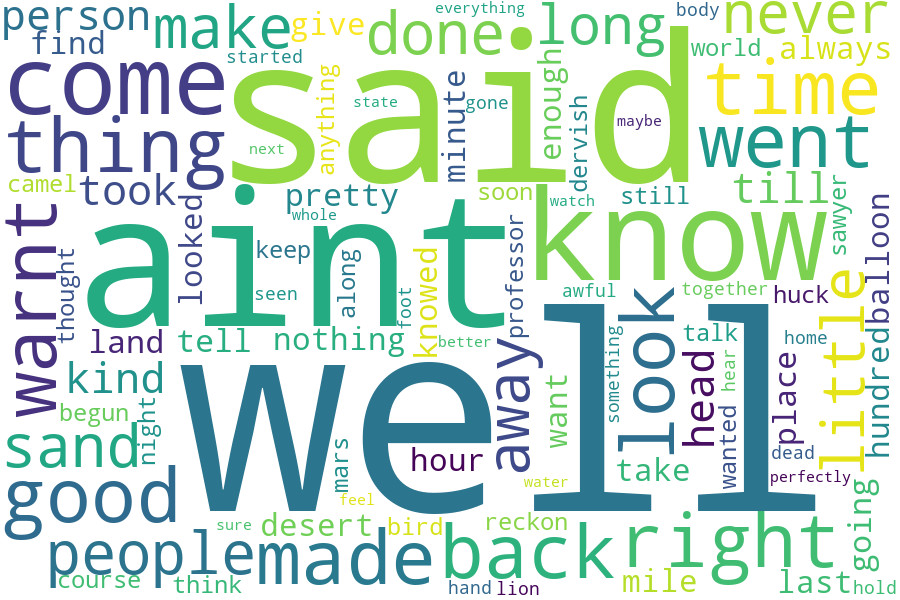 person
make
give
done
everything
long
body
never
find
started
world
always
come
said
anything
minute
state
gone
enough
dervish
maybe
time
thing
next
went
camel
took
pretty
soon
watch
still
till
sawyer
warnt
looked
whole
aint
know
thought
keep
knowed
professor
balloon
seen
along
foot
awful
together
huck
little
hundred
land
tell
nothing
better
away
something
look
talk
home
kind
well
want
head
hear
place
begun
night
sand
mars
hour
wanted
dead
take
perfectly
good
feel
water
going
sure
desert
bird
reckon
people
made
back
right
course
think
hand
lion
mile
last
hold